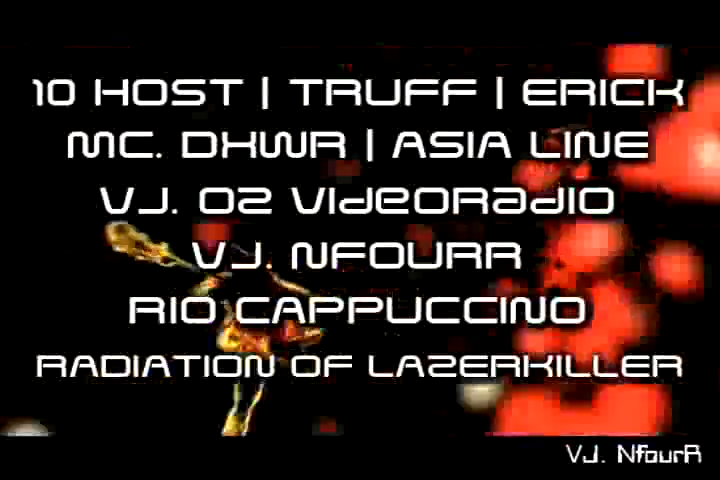 10 HOST | TRUFF | ERICK
MC. DXWR | ASIA LINE
VJ. O2 VIdeORadIO
VJ. NFOURR
RIO CAPPUCCINO
RADIATION OF LAZERKILLER
VJ. NfourR